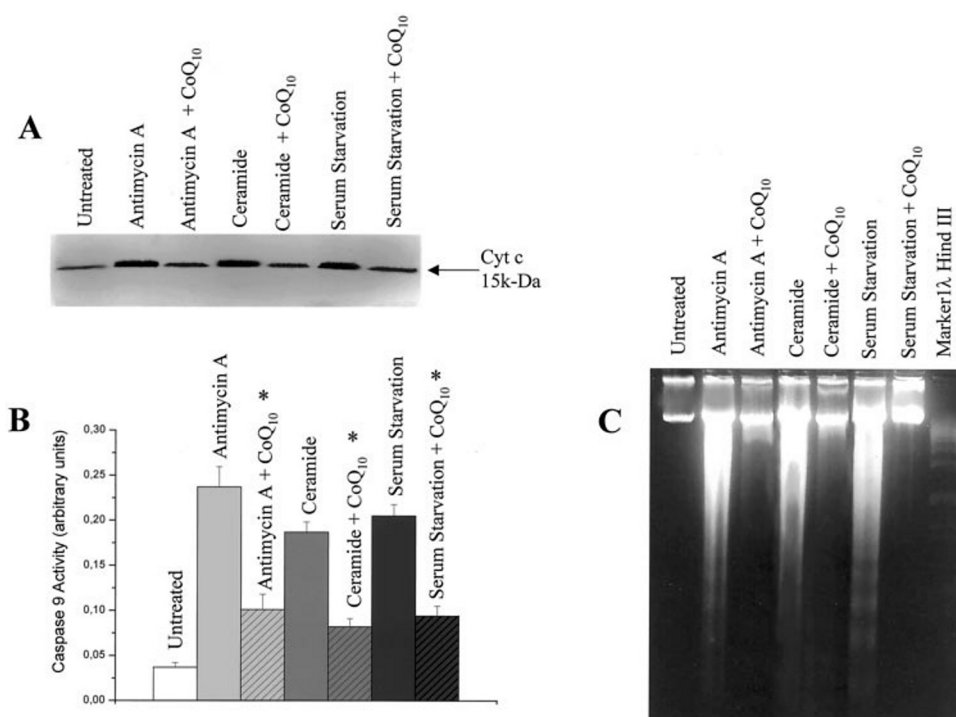 A
Untreated
Antimycin A
Antimycin A + CoQ10
Ceramide
Ceramide + CoQ10
Serum Starvation
Serum Starvation + CoQ10
Cyt c
15k-Da
B
Caspase 9 Activity (arbitrary units)
0,30
0,25
0,20
0,15
0,10
0,05
0,00
Untreated
Antimycin A
Antimycin A + CoQ10 *
Ceramide
Ceramide + CoQ10 *
Serum Starvation
Serum Starvation + CoQ10 *
C
Untreated
Antimycin A
Antimycin A + CoQ10
Ceramide
Ceramide + CoQ10
Serum Starvation
Serum Starvation + CoQ10
Marker1λ Hind III